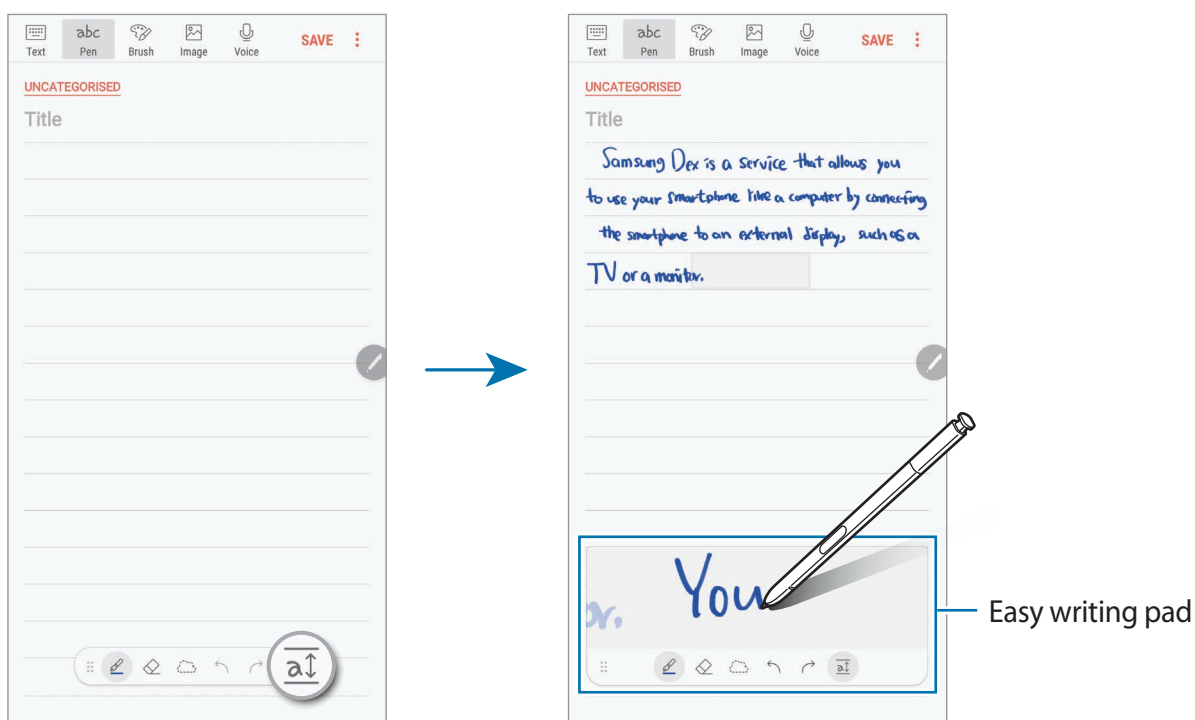 Text
abc
Pen
Brush
Image
Voice
SAVE
UNCATEGORISED
Title
a
Text
abc
Pen
Brush
Image
Voice
SAVE
UNCATEGORISED
Title
Samsung Dex is a service that allows you
to use your smartphone like a computer by connecting
the smartphone to an external display, such as a
TV or a monitor.
or. You
a
Easy writing pad